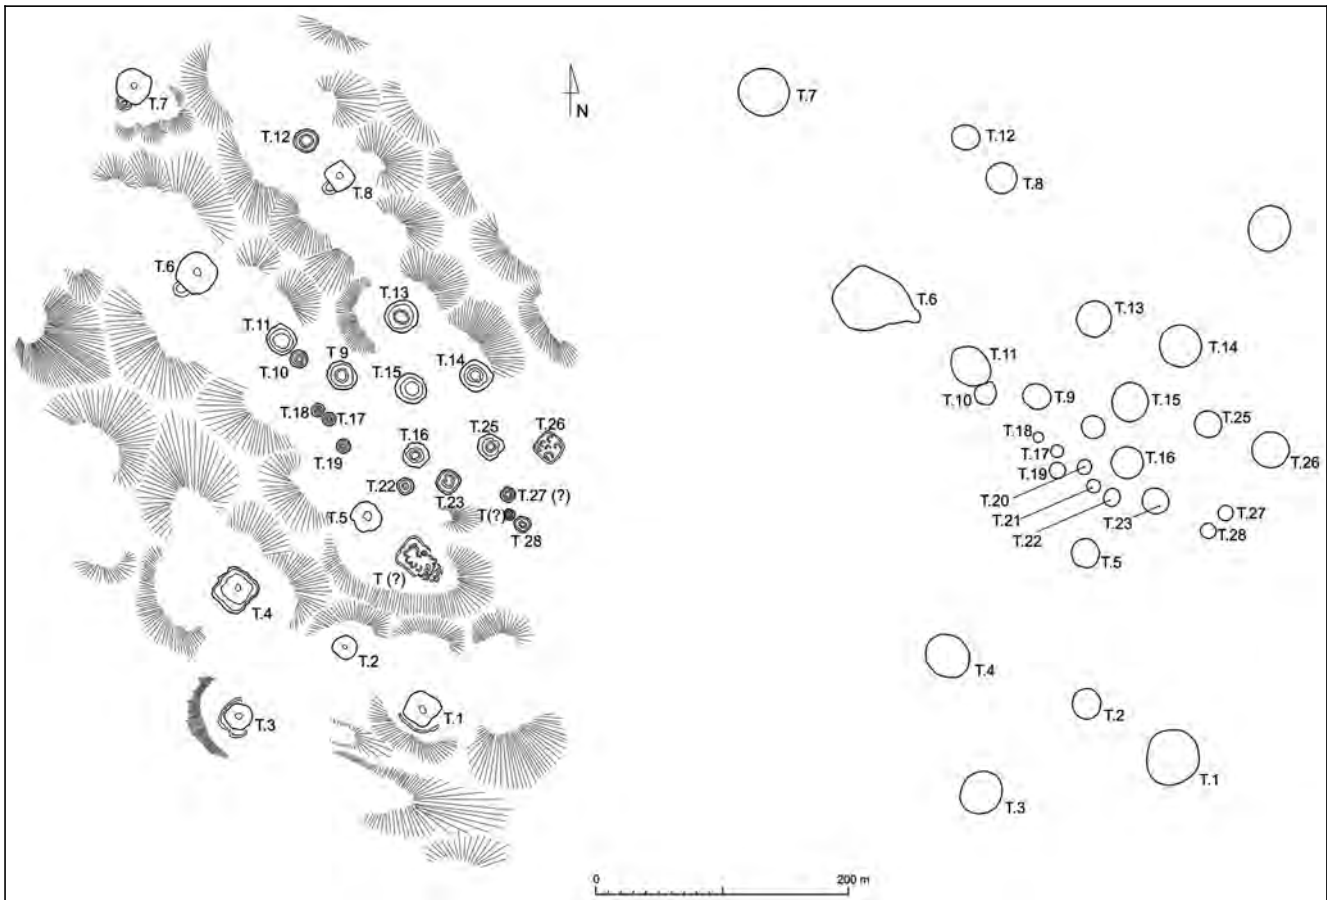 T.7
T.12
T.8
N
T.6
T.13
T.11
T 9
T.10
T.15
T.14
T.18
T.17
T.19
T.16
T.25
T.26
T.22
T.23
T.27 (?)
T(?)
T 28
T.5
T (?)
T.4
T.2
T.3
T.1
T.7
T.12
T.8
T.6
T.13
T.14
T.11
T.10
T.9
T.15
T.25
T.18
T.17
T.19
T.16
T.26
T.20
T.21
T.22
T.23
T.27
T.28
T.5
T.4
T.2
T.1
T.3
0 200 m